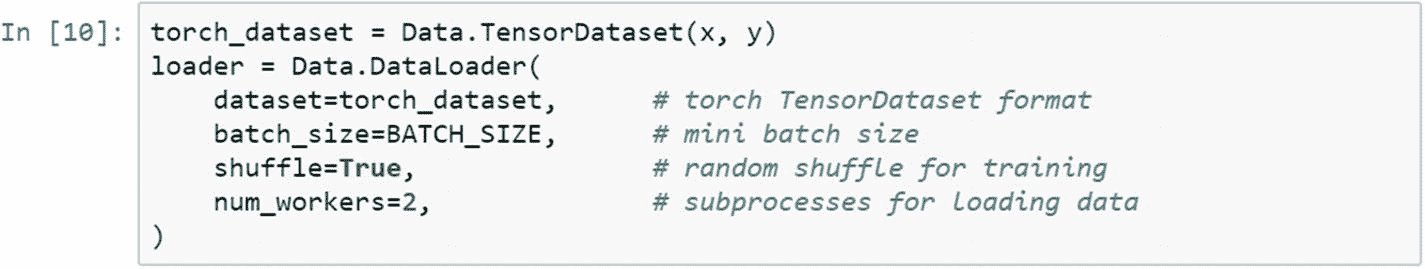 In [10]: torch_dataset = Data.TensorDataset(x, y)
loader = Data.DataLoader(
    dataset=torch_dataset,      # torch TensorDataset format
    batch_size=BATCH_SIZE,      # mini batch size
    shuffle=True,               # random shuffle for training
    num_workers=2,              # subprocesses for loading data
)